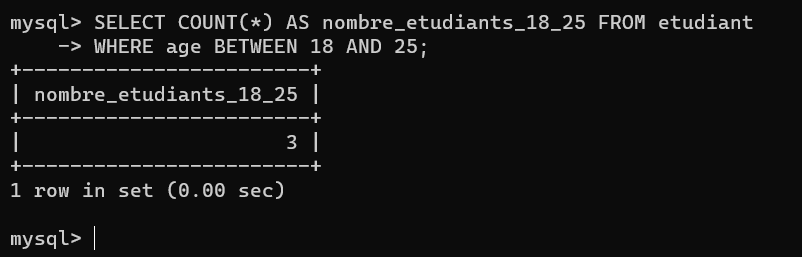 mysql> SELECT COUNT(*) AS nombre_etudiants_18_25 FROM etudiant
    -> WHERE age BETWEEN 18 AND 25;
+------------------------+
| nombre_etudiants_18_25 |
+------------------------+
|                      3 |
+------------------------+
1 row in set (0.00 sec)
mysql>